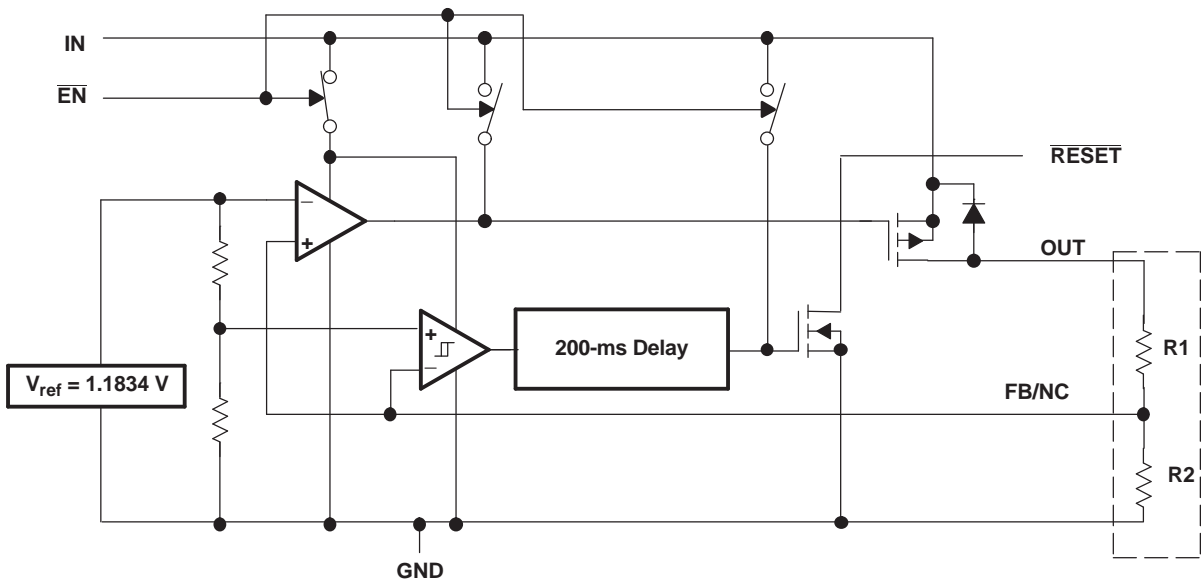 IN
EN
RESET
OUT
200-ms Delay
R1
Vref = 1.1834 V
FB/NC
R2
GND